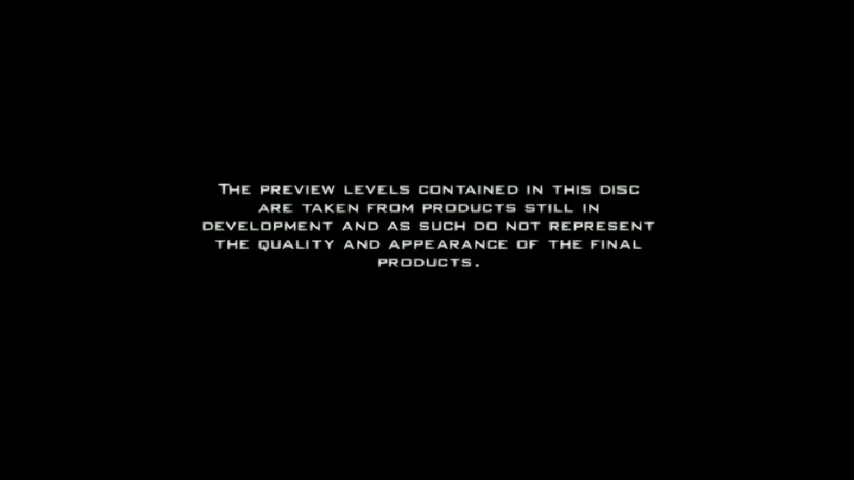 The preview levels contained in this disc
are taken from products still in
development and as such do not represent
the quality and appearance of the final
products.